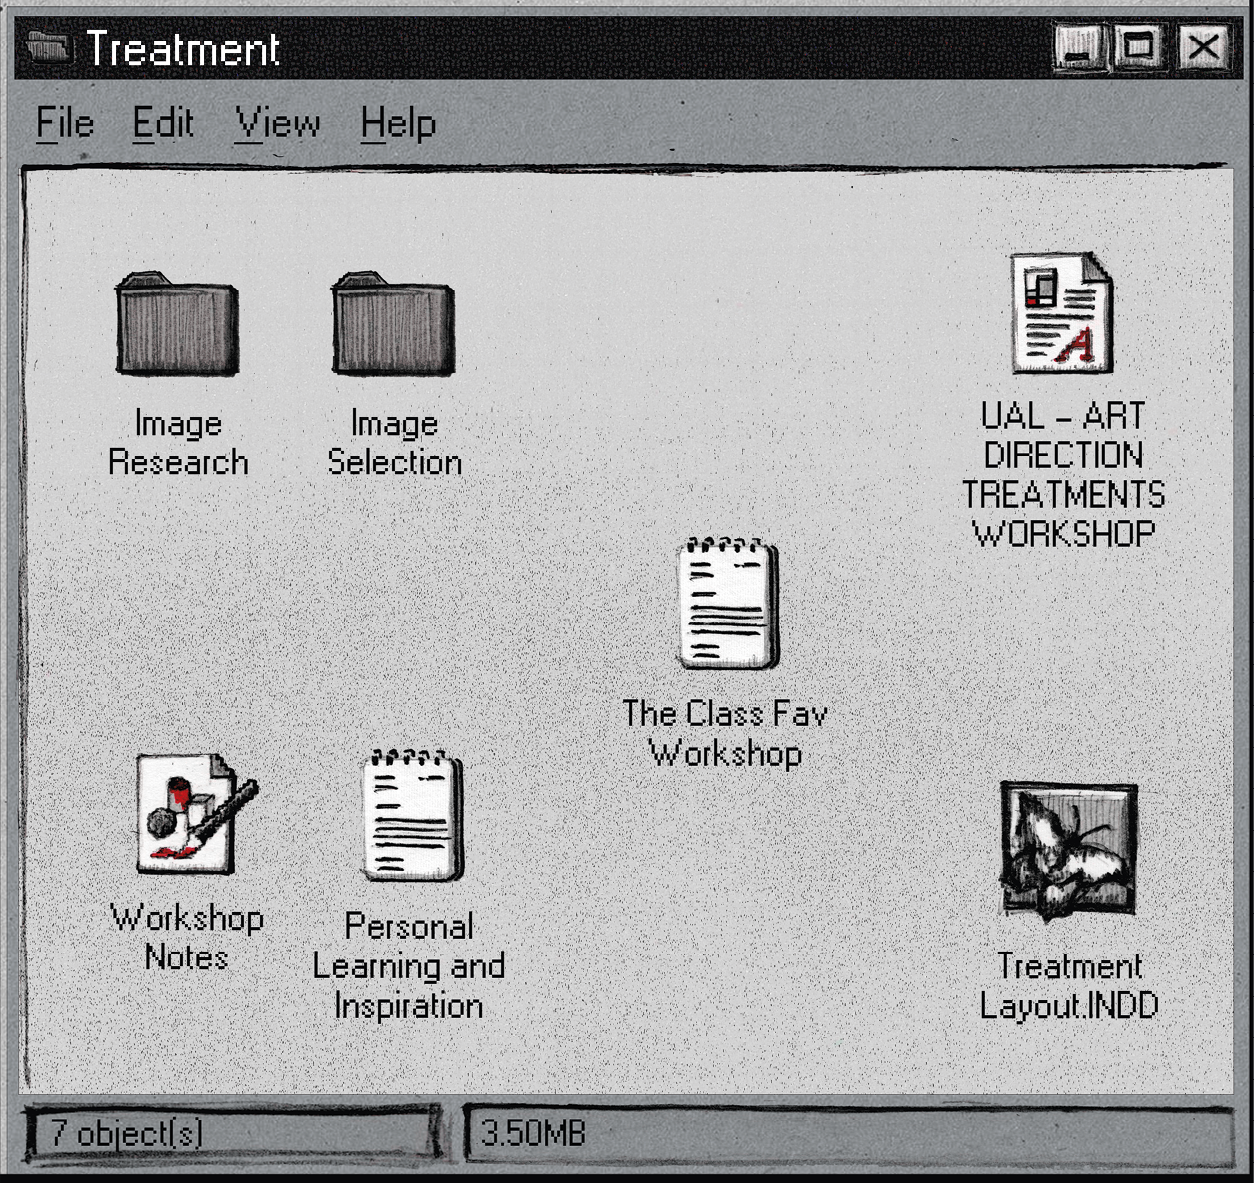 Treatment
File Edit View Help
Image
Research
Image
Selection
UAL - ART
DIRECTION
TREATMENTS
WORKSHOP
The Class Fav
Workshop
Workshop
Notes
Personal
Learning and
Inspiration
Treatment
Layout.INDD
7 object(s)
3.50MB